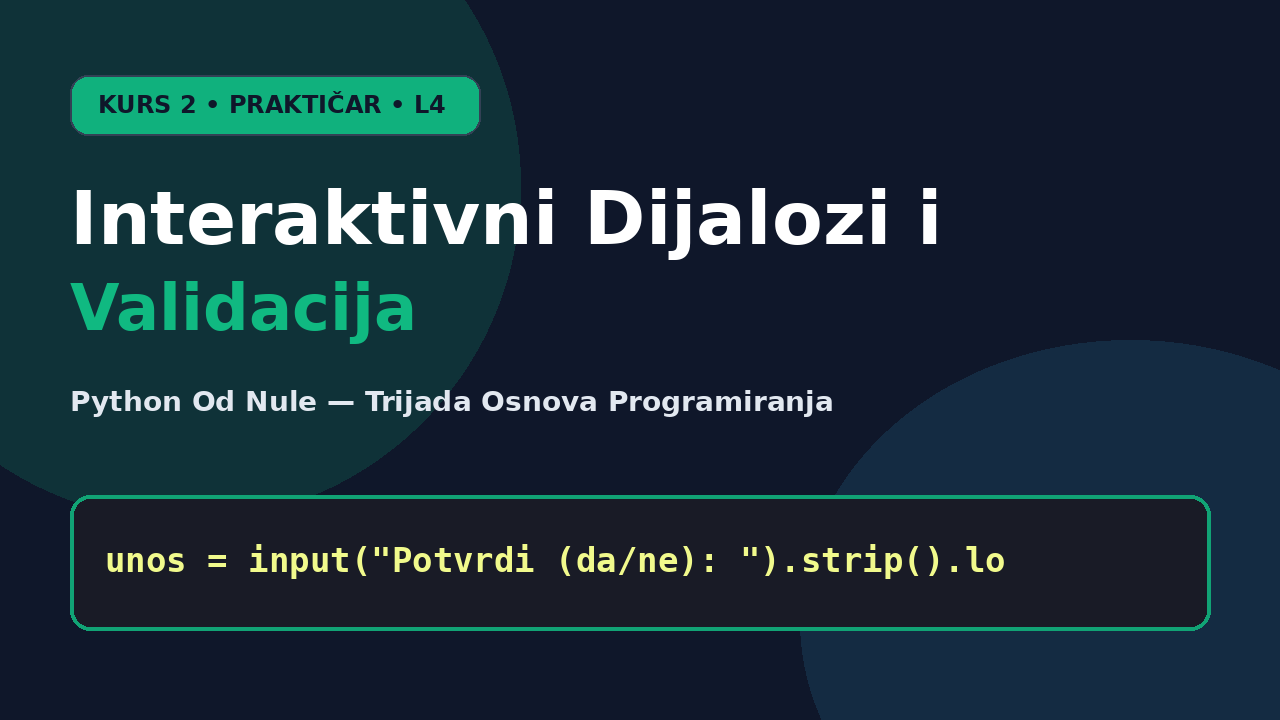 KURS 2 • PRAKTIČAR • L4
Interaktivni Dijalozi i
Validacija
Python Od Nule — Trijada Osnova Programiranja
unos = input("Potvrdi (da/ne): ").strip().lo